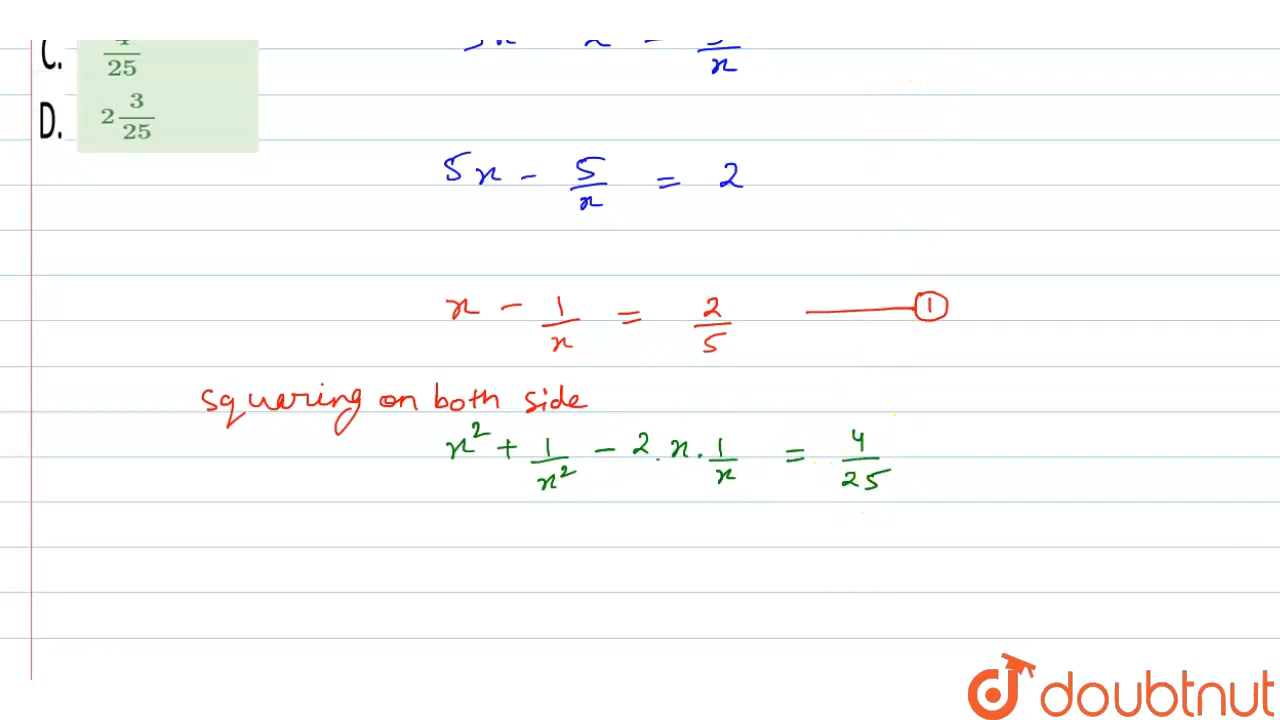 C. 4/25
D. 2 3/25
5x - 5/x = 2
x - 1/x = 2/5 ——— ①
squaring on both side
x² + 1/x² - 2.x.1/x = 4/25
doubtnut